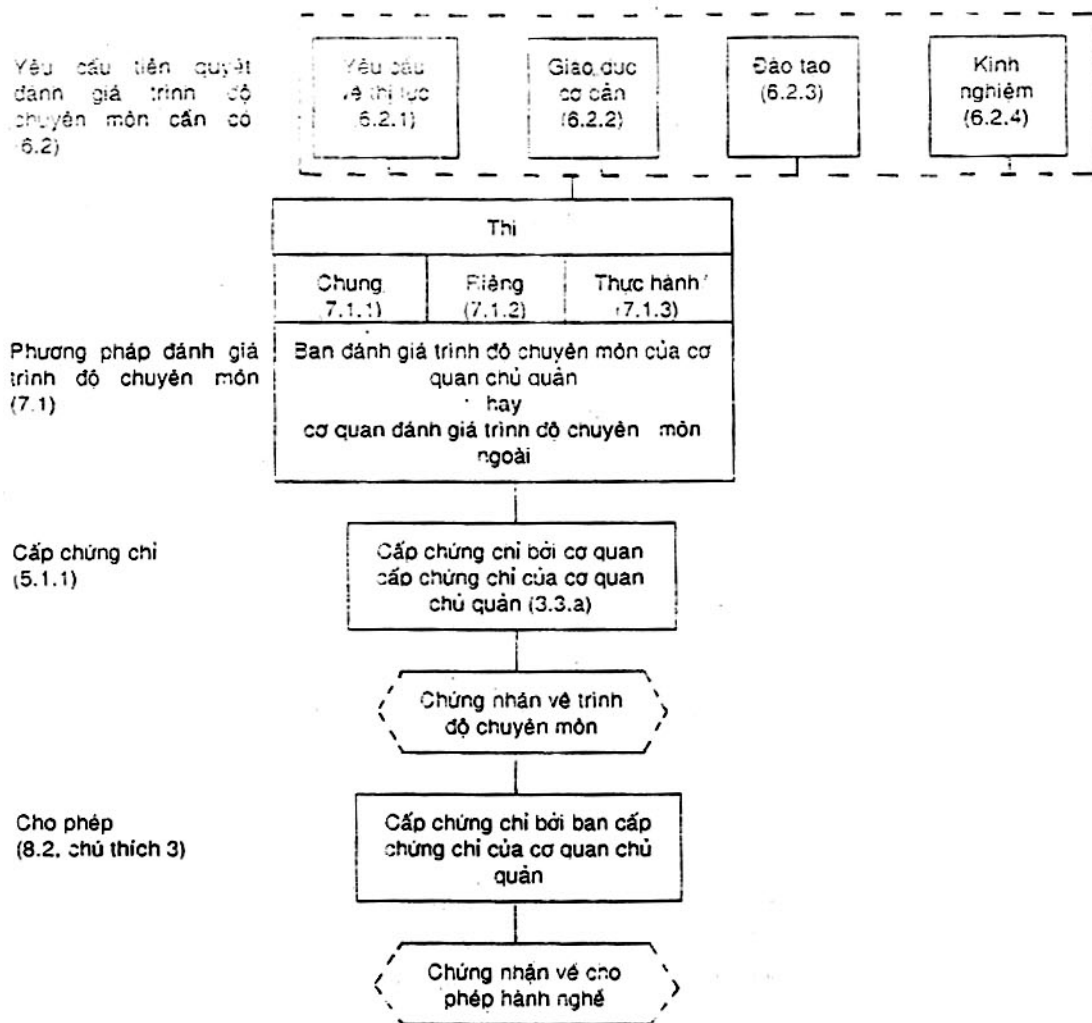 Yêu cầu tiên quyết
đánh giá trình độ
chuyên môn cần có
(6.2)
Yêu cầu
về thị lực
(6.2.1)
Giáo dục
cơ bản
(6.2.2)
Đào tạo
(6.2.3)
Kinh
nghiệm
(6.2.4)
Thi
Chung
(7.1.1)
Riêng
(7.1.2)
Thực hành
(7.1.3)
Phương pháp đánh giá
trình độ chuyên môn
(7.1)
Ban đánh giá trình độ chuyên môn của cơ
quan chủ quản
hay
cơ quan đánh giá trình độ chuyên môn
ngoài
Cấp chứng chỉ
(5.1.1)
Cấp chứng chỉ bởi cơ quan
cấp chứng chỉ của cơ quan
chủ quản (3.3.a)
Chứng nhận về trình
độ chuyên môn
Cho phép
(8.2, chú thích 3)
Cấp chứng chỉ bởi ban cấp
chứng chỉ của cơ quan chủ
quản
Chứng nhận về cho
phép hành nghề